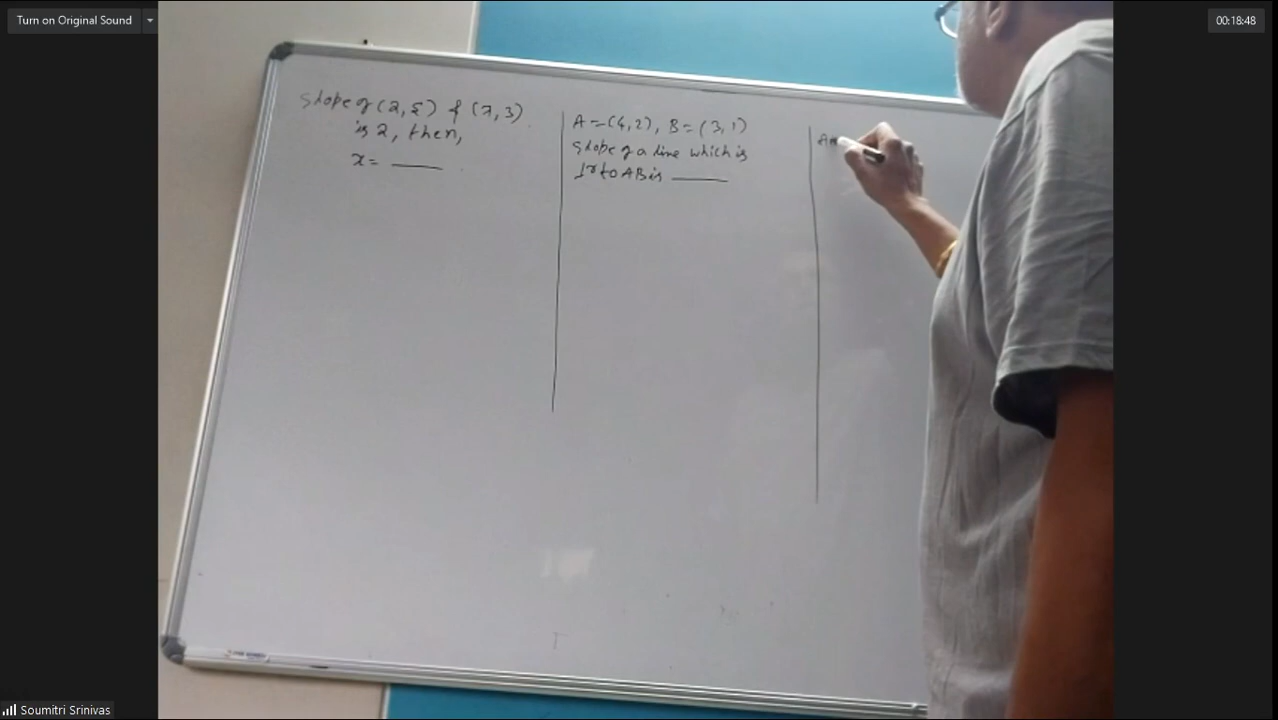 Turn on Original Sound
00:18:48
Slope of (2,5) & (x,3)
is 2, then,
x= ____
A=(4,2), B=(3,1)
Slope of a line which is
⊥r to AB is ____
Soumitri Srinivas